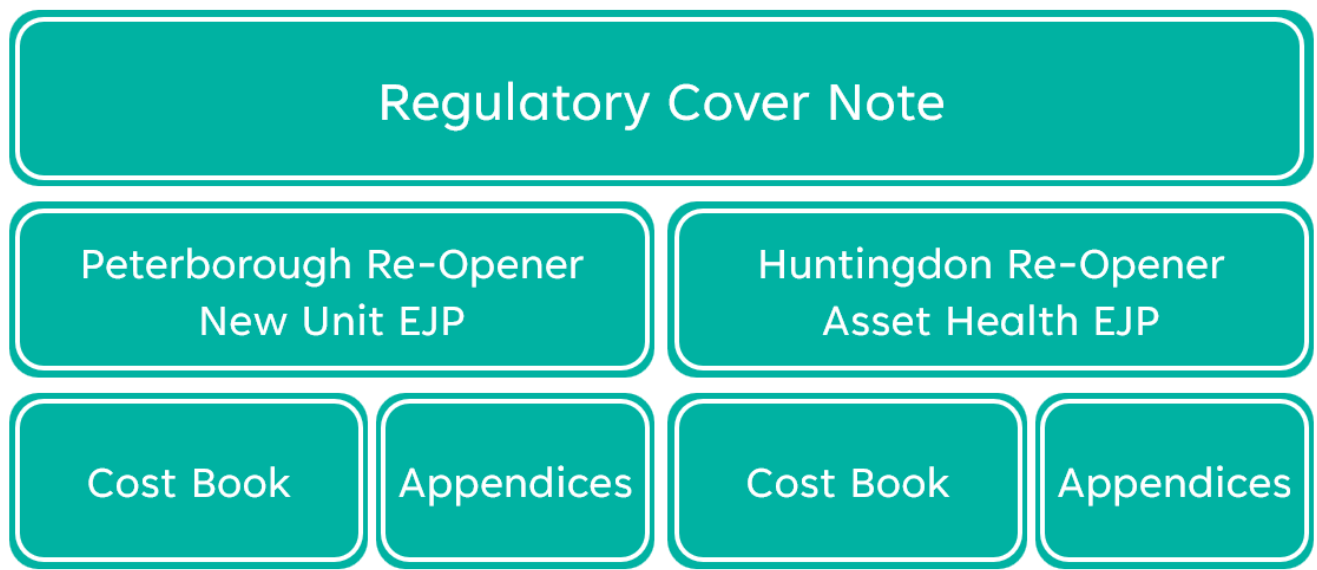 Regulatory Cover Note
Peterborough Re-Opener
New Unit EJP
Huntingdon Re-Opener
Asset Health EJP
Cost Book
Appendices
Cost Book
Appendices